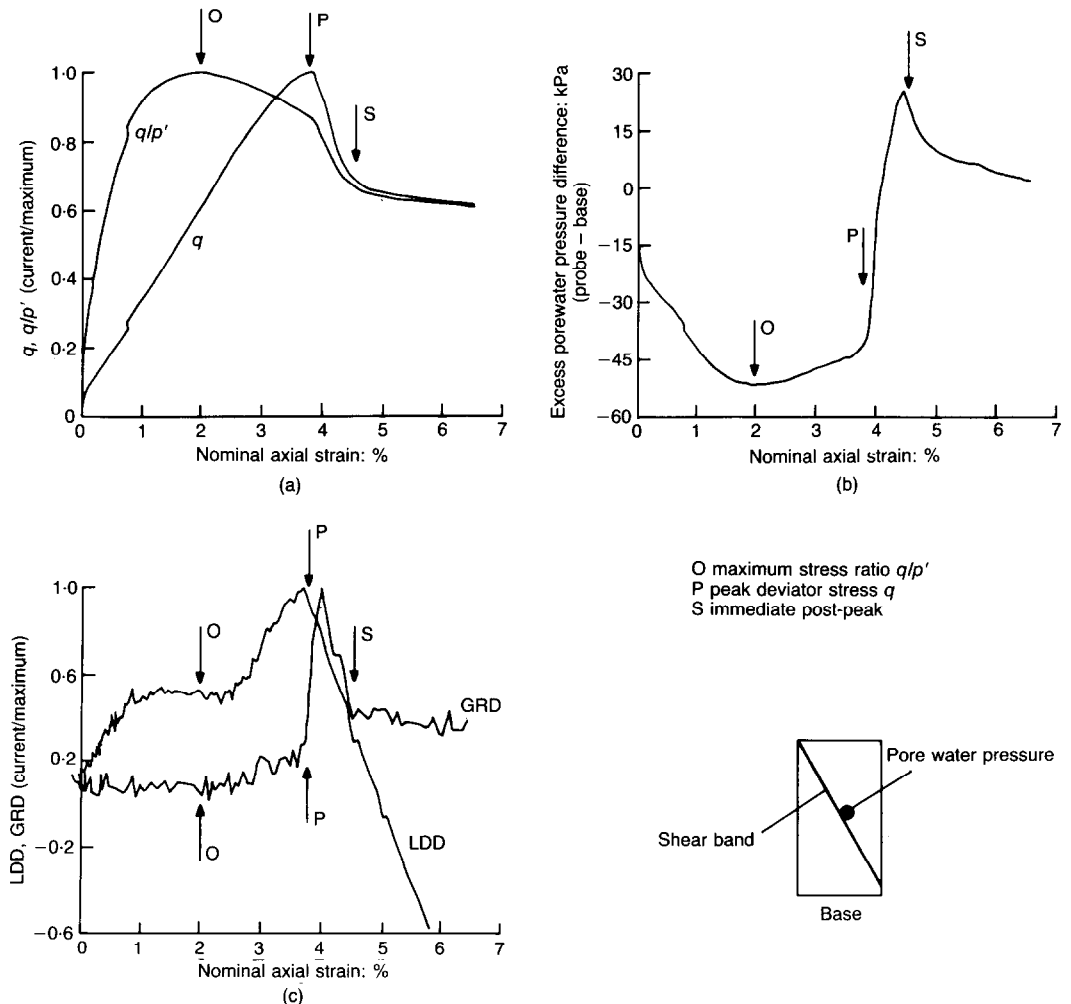 O
P
S
1·0
0·8
0·6
0·4
0·2
0
q/p′
q
q, q/p′ (current/maximum)
0 1 2 3 4 5 6 7
Nominal axial strain: %
(a)
S
30
15
0
−15
−30
−45
−60
P
O
Excess porewater pressure difference: kPa
(probe – base)
0 1 2 3 4 5 6 7
Nominal axial strain: %
(b)
P
O
S
1·0
0·6
0·2
−0·2
−0·6
GRD
P
O
LDD
LDD, GRD (current/maximum)
0 1 2 3 4 5 6 7
Nominal axial strain: %
(c)
O maximum stress ratio q/p′
P peak deviator stress q
S immediate post-peak
Pore water pressure
Shear band
Base